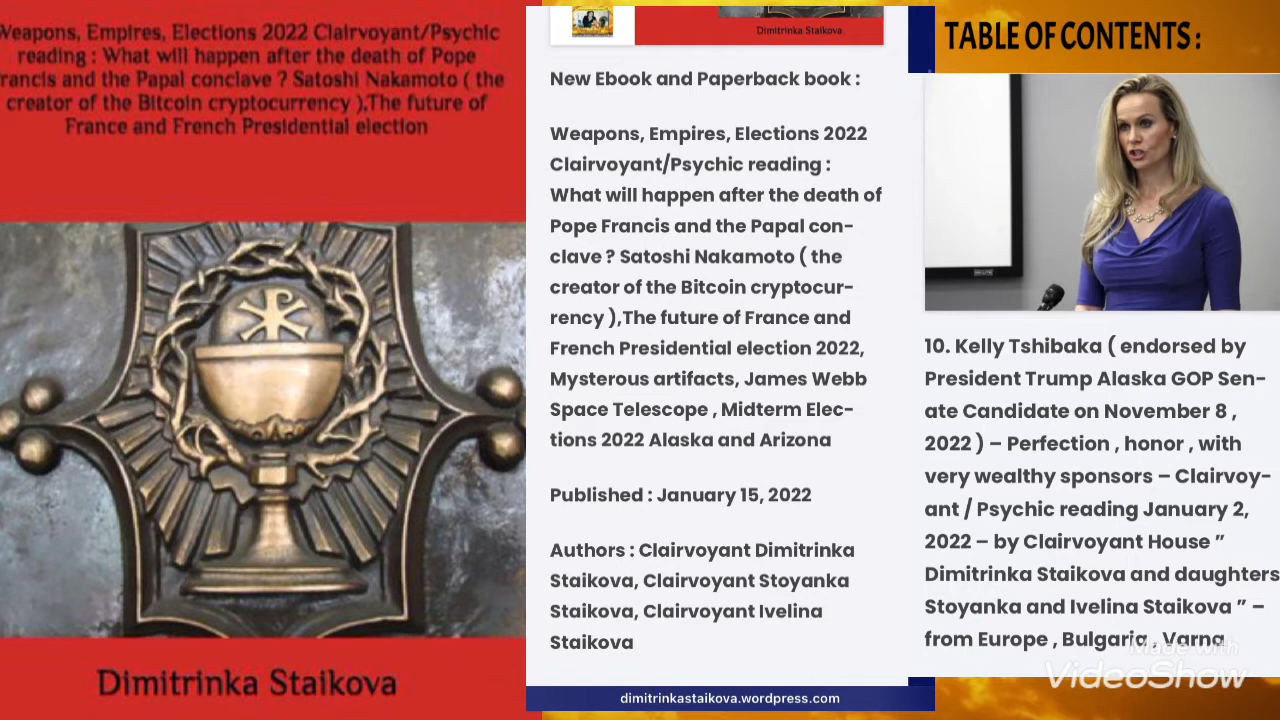 Weapons, Empires, Elections 2022 Clairvoyant/Psychic
reading : What will happen after the death of Pope
Francis and the Papal conclave ? Satoshi Nakamoto ( the
creator of the Bitcoin cryptocurrency ),The future of
France and French Presidential election
Dimitrinka Staikova
Dimitrinka Staikova
New Ebook and Paperback book :
Weapons, Empires, Elections 2022
Clairvoyant/Psychic reading :
What will happen after the death of
Pope Francis and the Papal con-
clave ? Satoshi Nakamoto ( the
creator of the Bitcoin cryptocur-
rency ),The future of France and
French Presidential election 2022,
Mysterous artifacts, James Webb
Space Telescope , Midterm Elec-
tions 2022 Alaska and Arizona
Published : January 15, 2022
Authors : Clairvoyant Dimitrinka
Staikova, Clairvoyant Stoyanka
Staikova, Clairvoyant Ivelina
Staikova
dimitrinkastaikova.wordpress.com
TABLE OF CONTENTS :
10. Kelly Tshibaka ( endorsed by
President Trump Alaska GOP Sen-
ate Candidate on November 8 ,
2022 ) – Perfection , honor , with
very wealthy sponsors – Clairvoy-
ant / Psychic reading January 2,
2022 – by Clairvoyant House ”
Dimitrinka Staikova and daughters
Stoyanka and Ivelina Staikova ” –
from Europe , Bulgaria , Varna
Made with
VideoShow